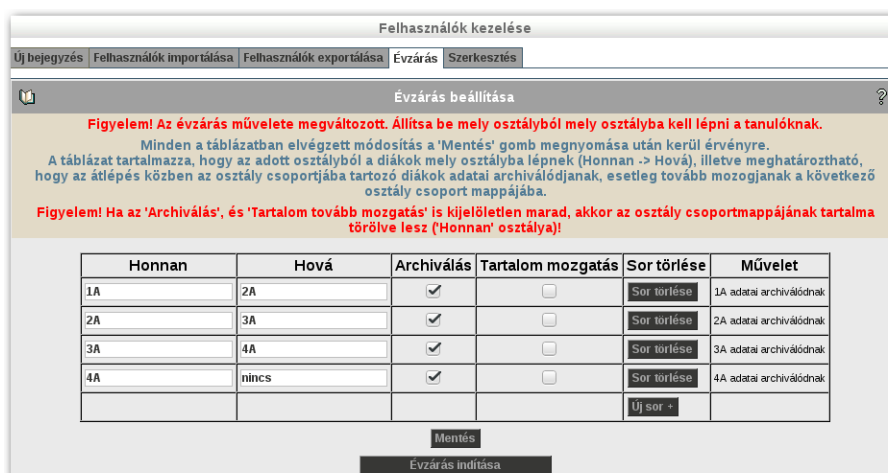 Felhasználók kezelése
Új bejegyzés Felhasználók importálása Felhasználók exportálása Évzárás Szerkesztés
Évzárás beállítása ?
Figyelem! Az évzárás művelete megváltozott. Állítsa be mely osztályból mely osztályba kell lépni a tanulóknak.
Minden a táblázatban elvégzett módosítás a 'Mentés' gomb megnyomása után kerül érvényre.
A táblázat tartalmazza, hogy az adott osztályból a diákok mely osztályba lépnek (Honnan -> Hová), illetve meghatározható,
hogy az átlépés közben az osztály csoportjába tartozó diákok adatai archiválódjanak, esetleg tovább mozogjanak a következő
osztály csoport mappájába.
Figyelem! Ha az 'Archiválás', és 'Tartalom tovább mozgatás' is kijelöletlen marad, akkor az osztály csoportmappájának tartalma
törölve lesz ('Honnan' osztálya)!
Honnan Hová Archiválás Tartalom mozgatás Sor törlése Művelet
1A 2A Sor törlése 1A adatai archiválódnak
2A 3A Sor törlése 2A adatai archiválódnak
3A 4A Sor törlése 3A adatai archiválódnak
4A nincs Sor törlése 4A adatai archiválódnak
Új sor +
Mentés
Évzárás indítása